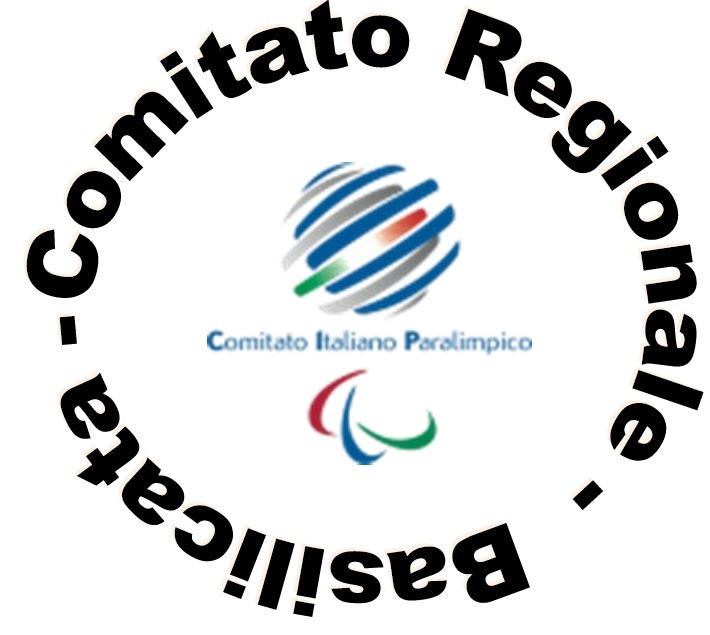 Comitato Regionale - Basilicata -
Comitato Italiano Paralimpico